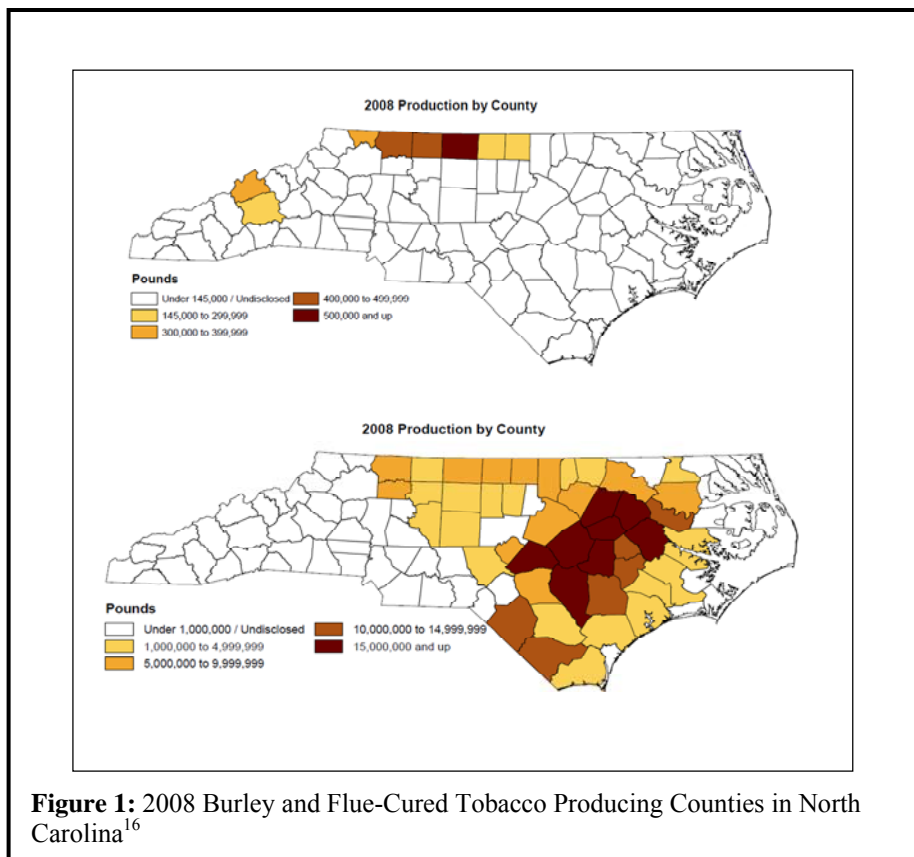 2008 Production by County
Pounds
Under 145,000 / Undisclosed
400,000 to 499,999
145,000 to 299,999
500,000 and up
300,000 to 399,999
2008 Production by County
Pounds
Under 1,000,000 / Undisclosed
10,000,000 to 14,999,999
1,000,000 to 4,999,999
15,000,000 and up
5,000,000 to 9,999,999
Figure 1: 2008 Burley and Flue-Cured Tobacco Producing Counties in North
Carolina16